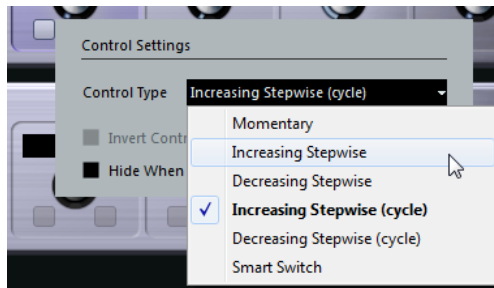 Control Settings
Control Type Increasing Stepwise (cycle)
Momentary
Invert Contr
Increasing Stepwise
Hide When
Decreasing Stepwise
Increasing Stepwise (cycle)
Decreasing Stepwise (cycle)
Smart Switch